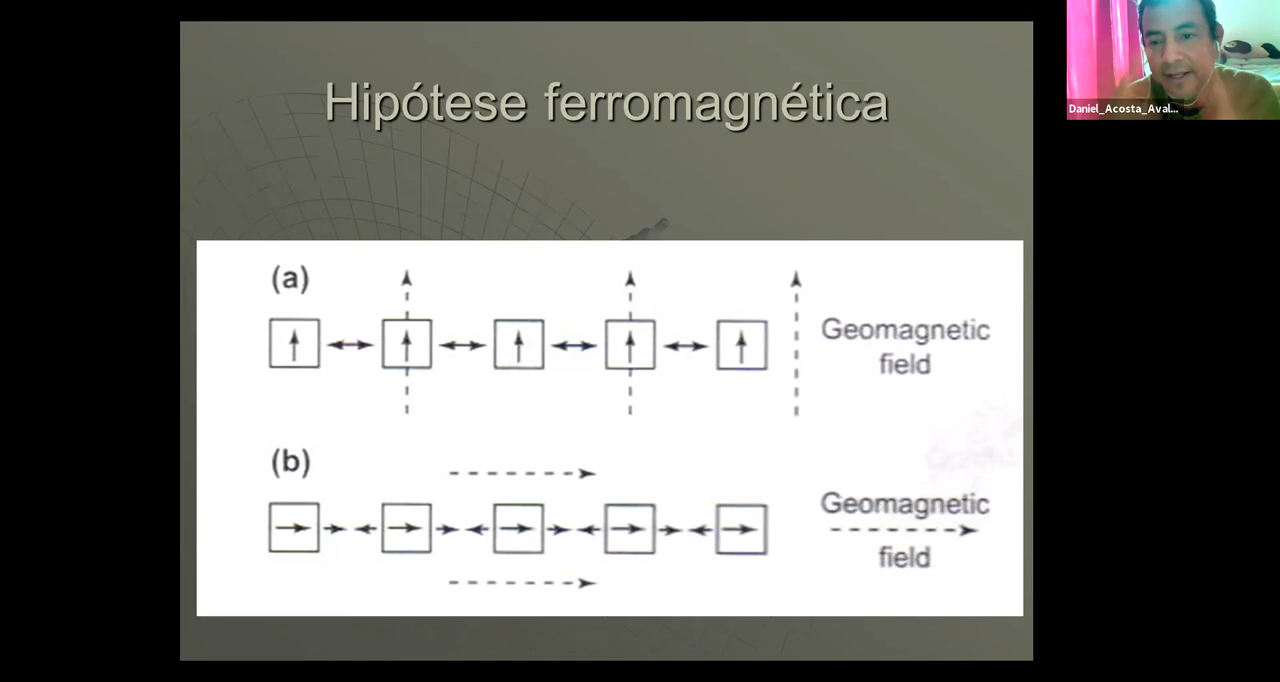 Hipótese ferromagnética
(a)
Geomagnetic
field
(b)
Geomagnetic
field
Daniel_Acosta_Aval...